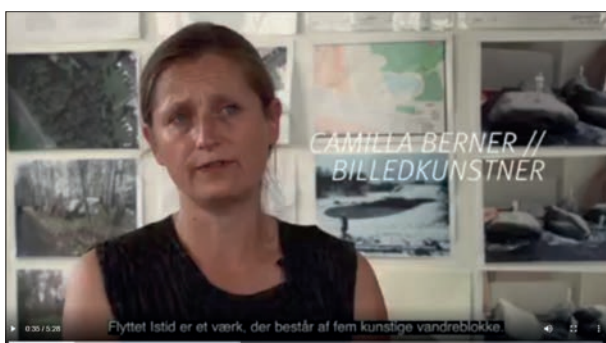 CAMILLA BERNER //
BILLEDKUNSTNER
Flyttet Istid er et værk, der består af fem kunstige vandreblokke.
0:35 / 5:28